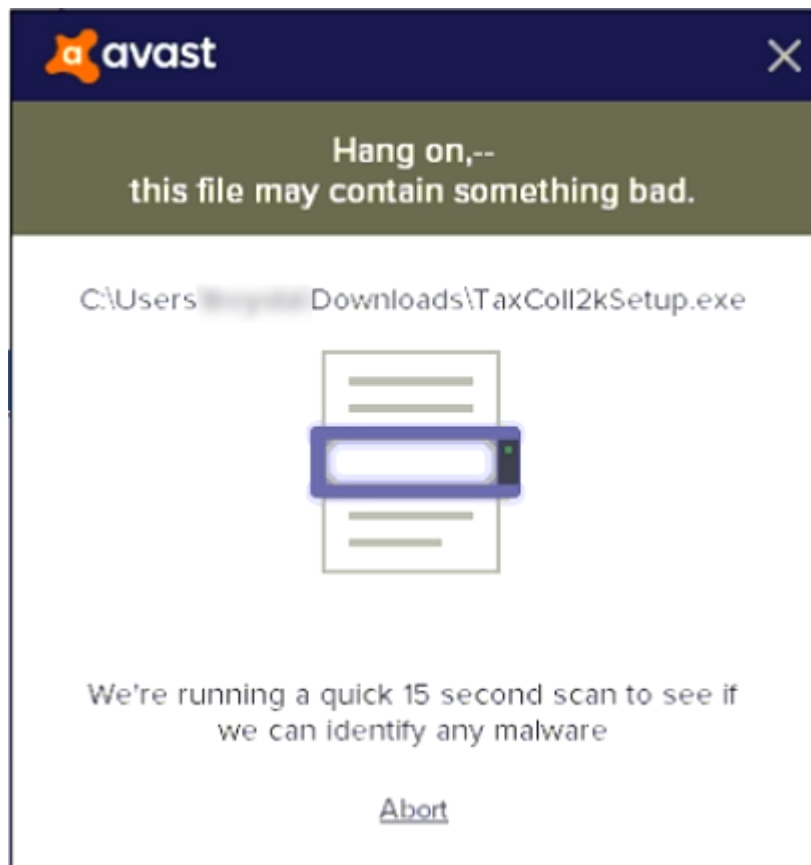 avast
Hang on,--
this file may contain something bad.
C:\Users Downloads\TaxColl2kSetup.exe
We're running a quick 15 second scan to see if
we can identify any malware
Abort